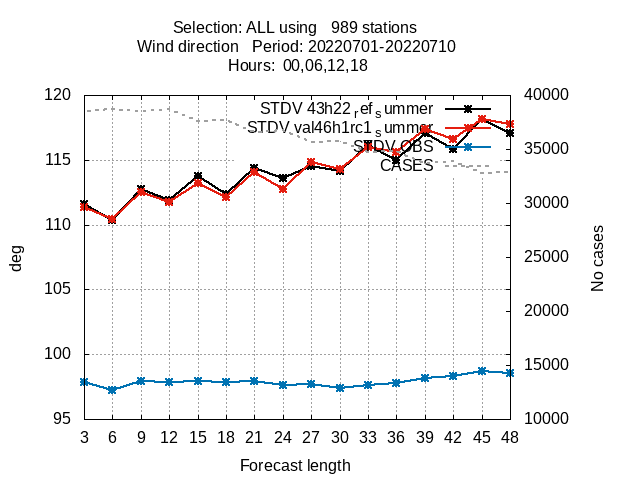 Selection: ALL using   989 stations
Wind direction   Period: 20220701-20220710
Hours:  00,06,12,18
STDV 43h22refsummer
STDV val46h1rc1summer
STDV OBS
CASES
120
115
110
105
100
95
deg
40000
35000
30000
25000
20000
15000
10000
No cases
3 6 9 12 15 18 21 24 27 30 33 36 39 42 45 48
Forecast length